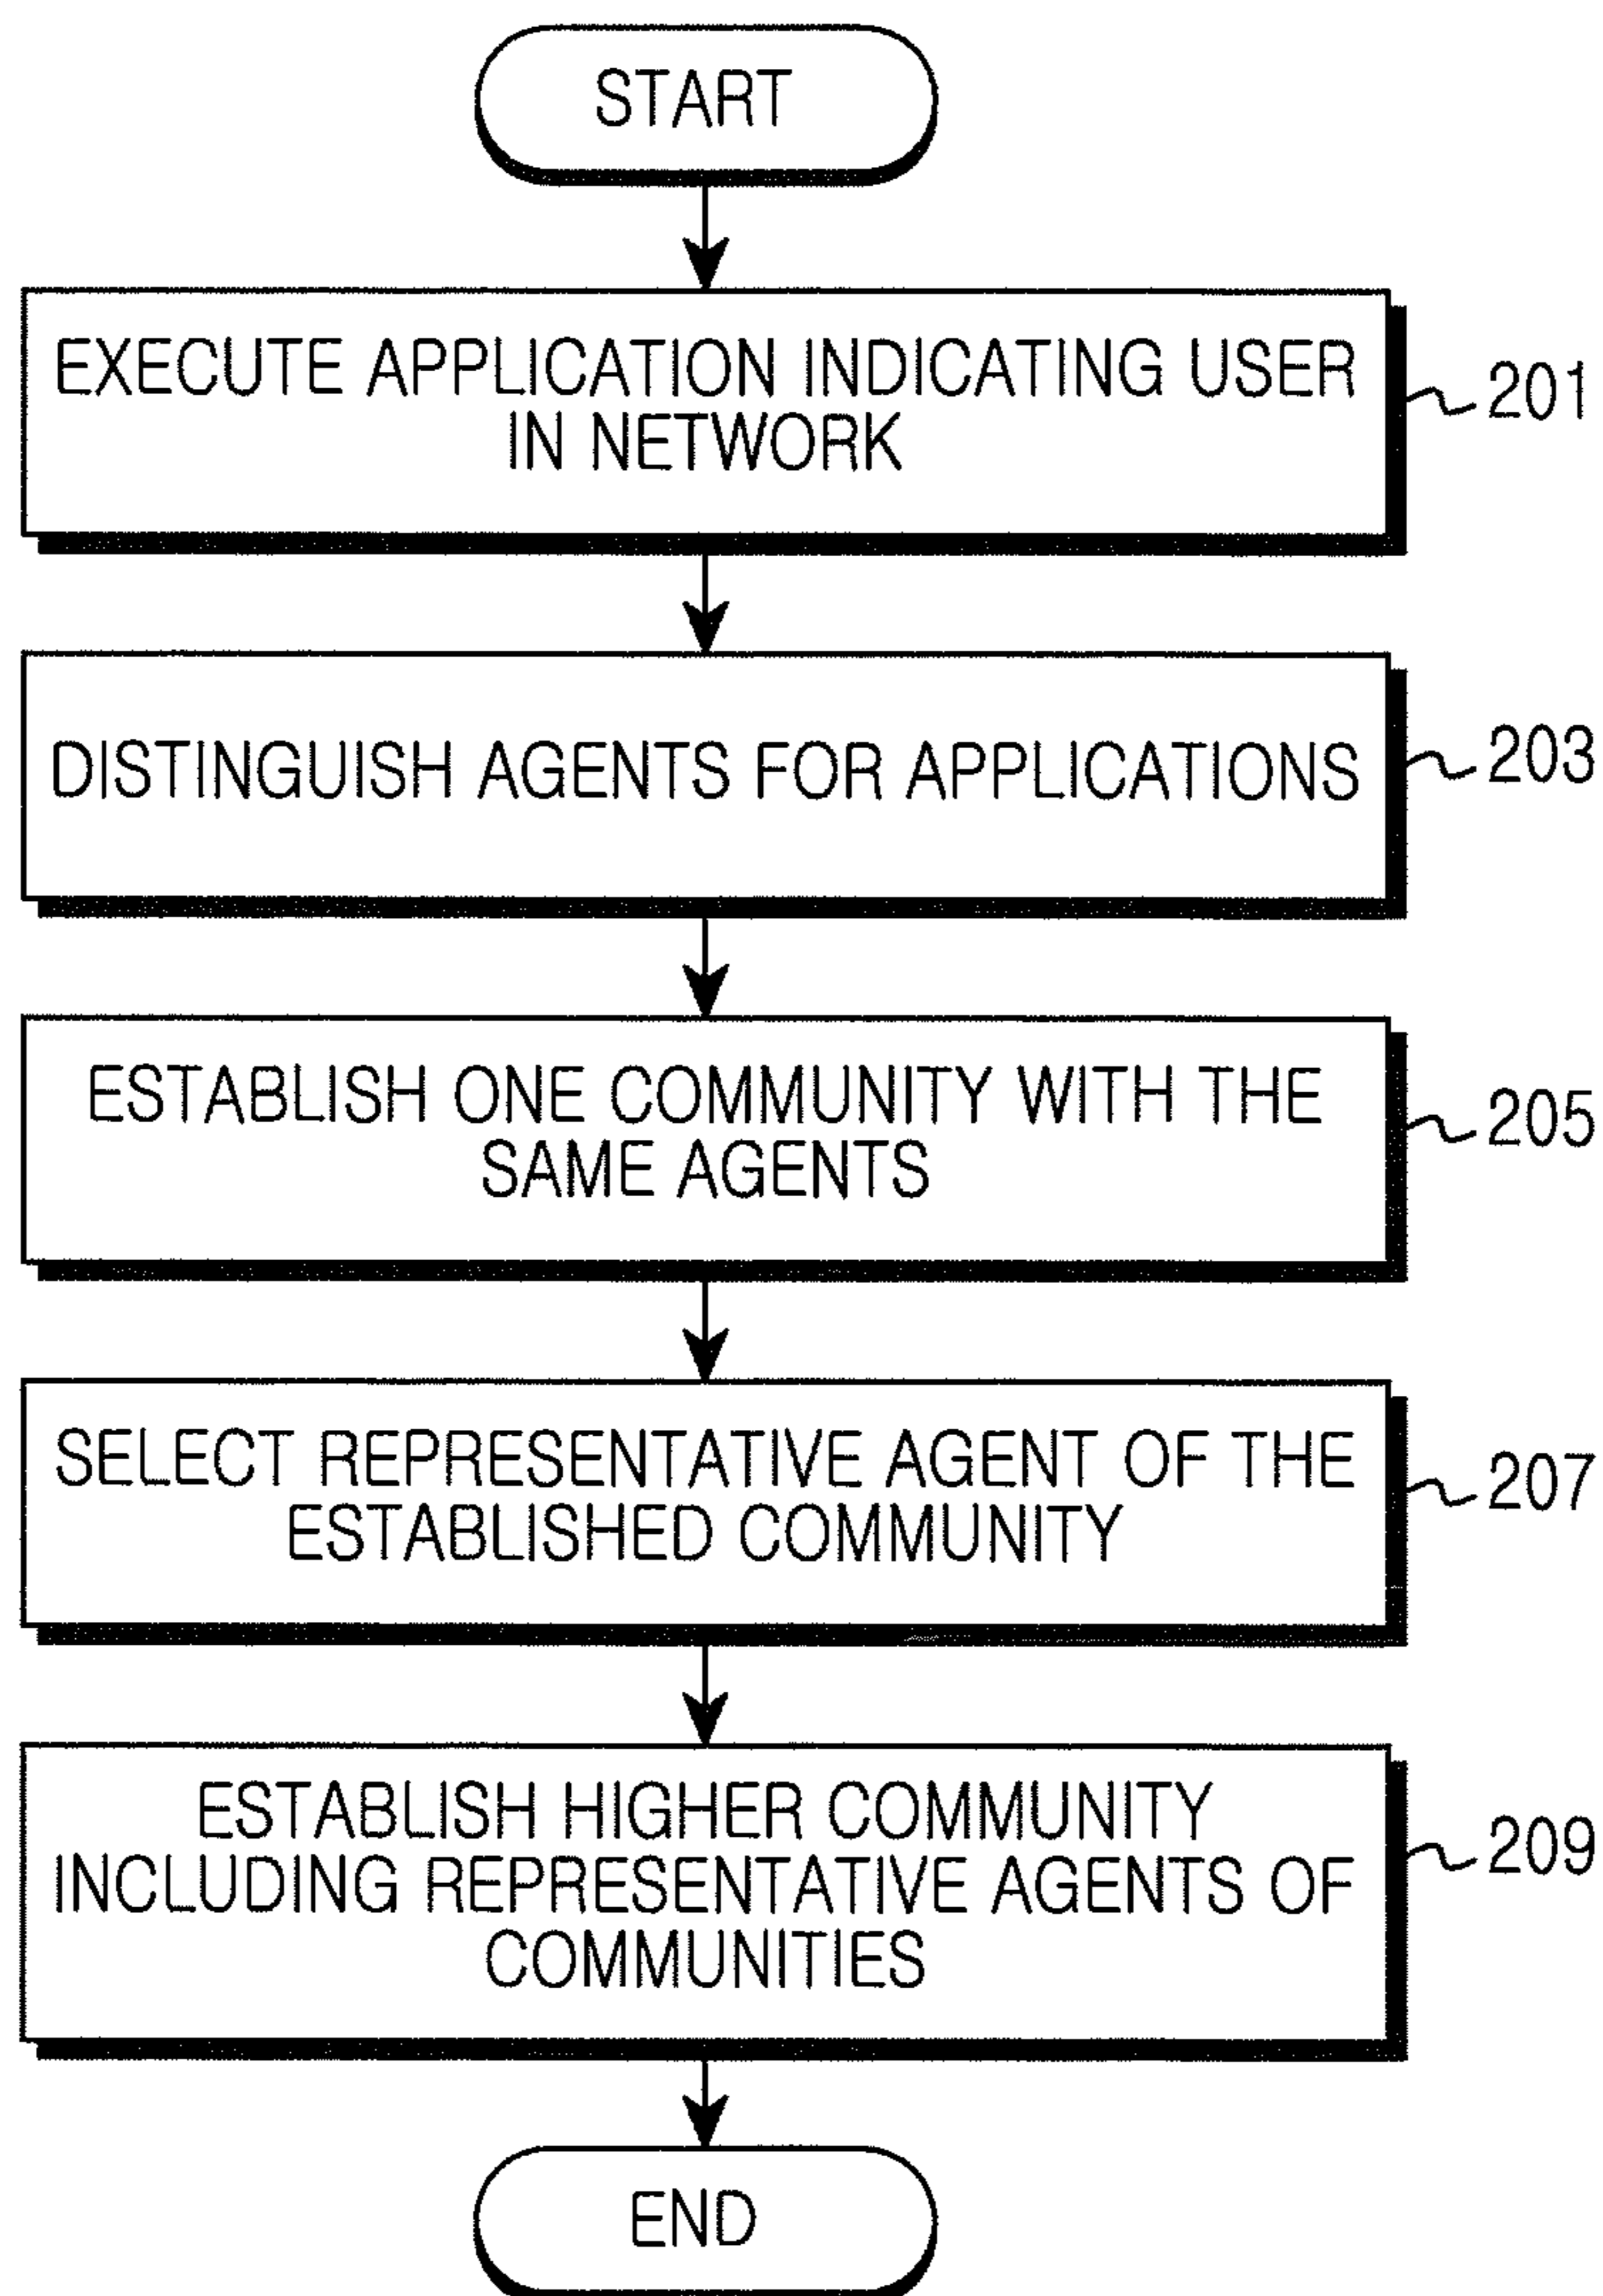 START
EXECUTE APPLICATION INDICATING USER
IN NETWORK
201
DISTINGUISH AGENTS FOR APPLICATIONS
203
ESTABLISH ONE COMMUNITY WITH THE
SAME AGENTS
205
SELECT REPRESENTATIVE AGENT OF THE
ESTABLISHED COMMUNITY
207
ESTABLISH HIGHER COMMUNITY
INCLUDING REPRESENTATIVE AGENTS OF
COMMUNITIES
209
END